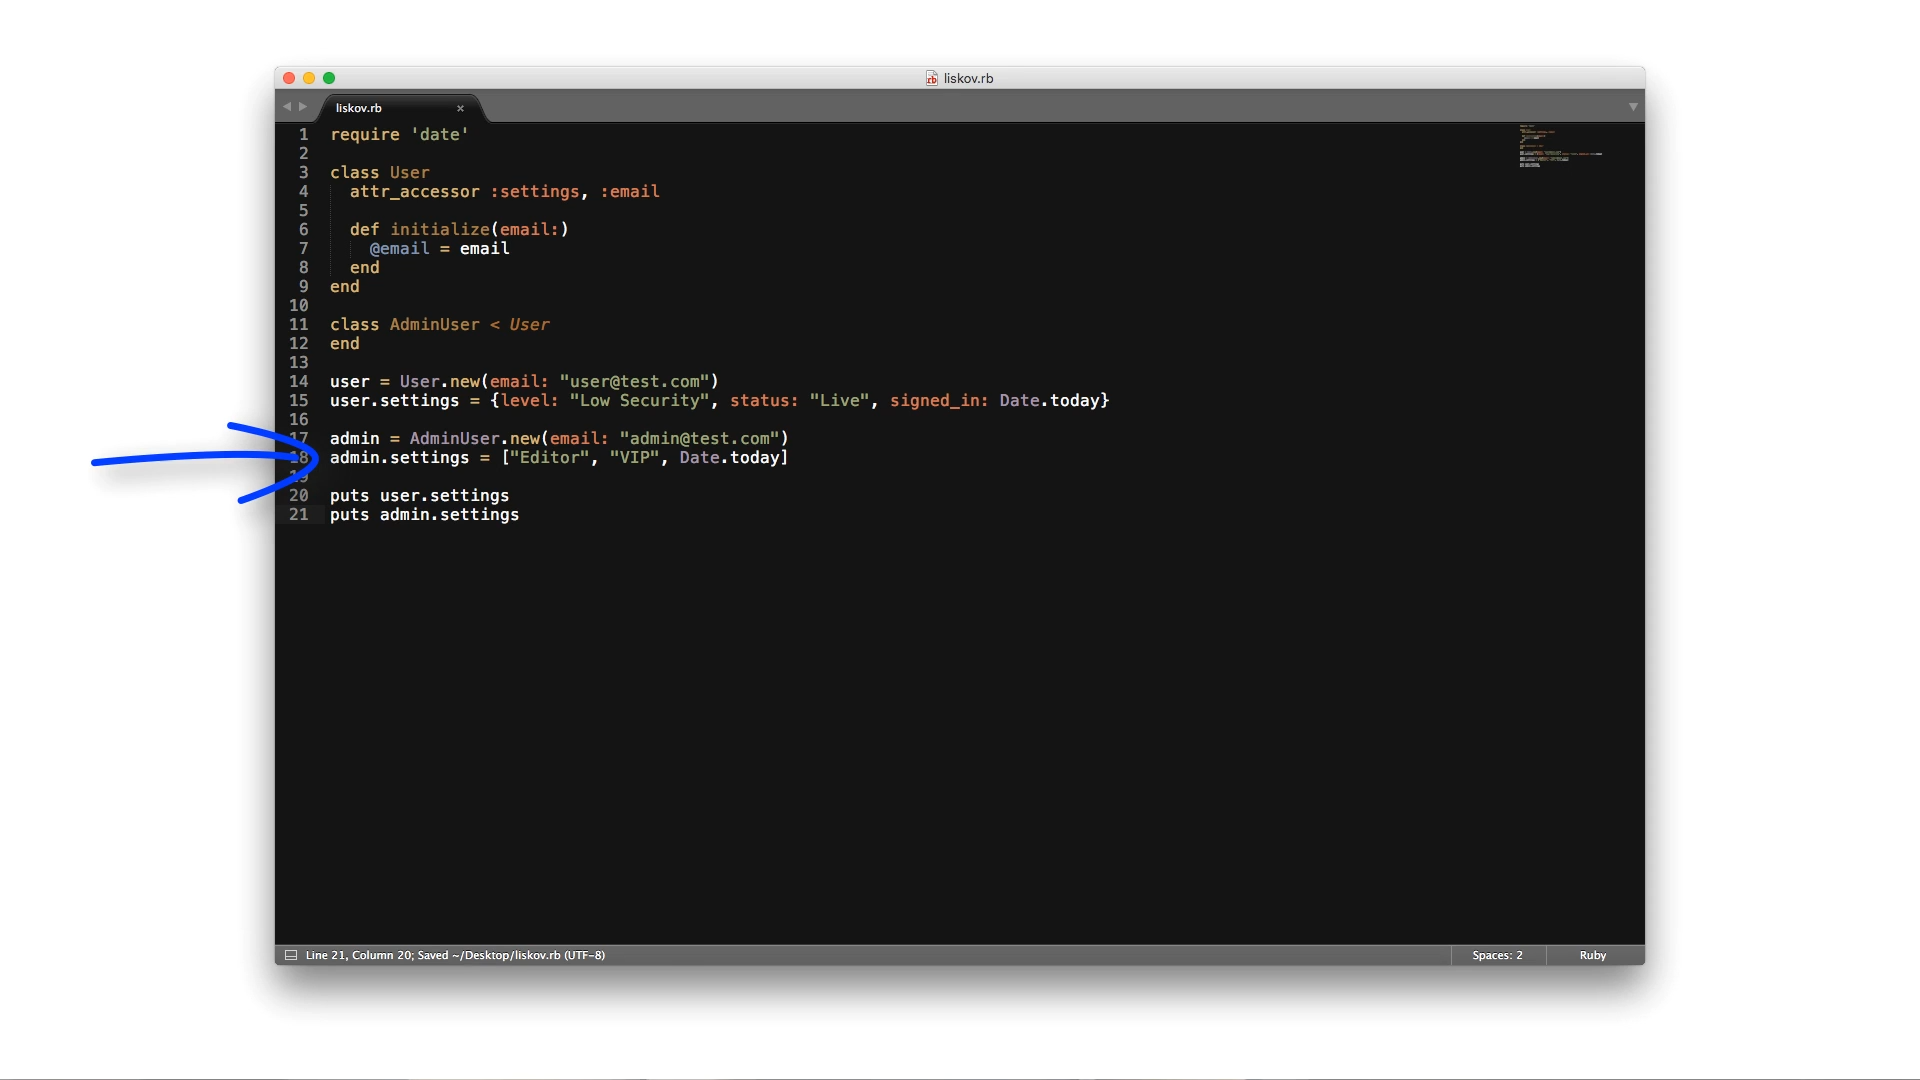 liskov.rb
liskov.rb ×
1 require 'date'
2
3 class User
4 attr_accessor :settings, :email
5
6 def initialize(email:)
7 @email = email
8 end
9 end
10
11 class AdminUser < User
12 end
13
14 user = User.new(email: "user@test.com")
15 user.settings = {level: "Low Security", status: "Live", signed_in: Date.today}
16
17 admin = AdminUser.new(email: "admin@test.com")
18 admin.settings = ["Editor", "VIP", Date.today]
19
20 puts user.settings
21 puts admin.settings
Line 21, Column 20; Saved ~/Desktop/liskov.rb (UTF-8) Spaces: 2 Ruby